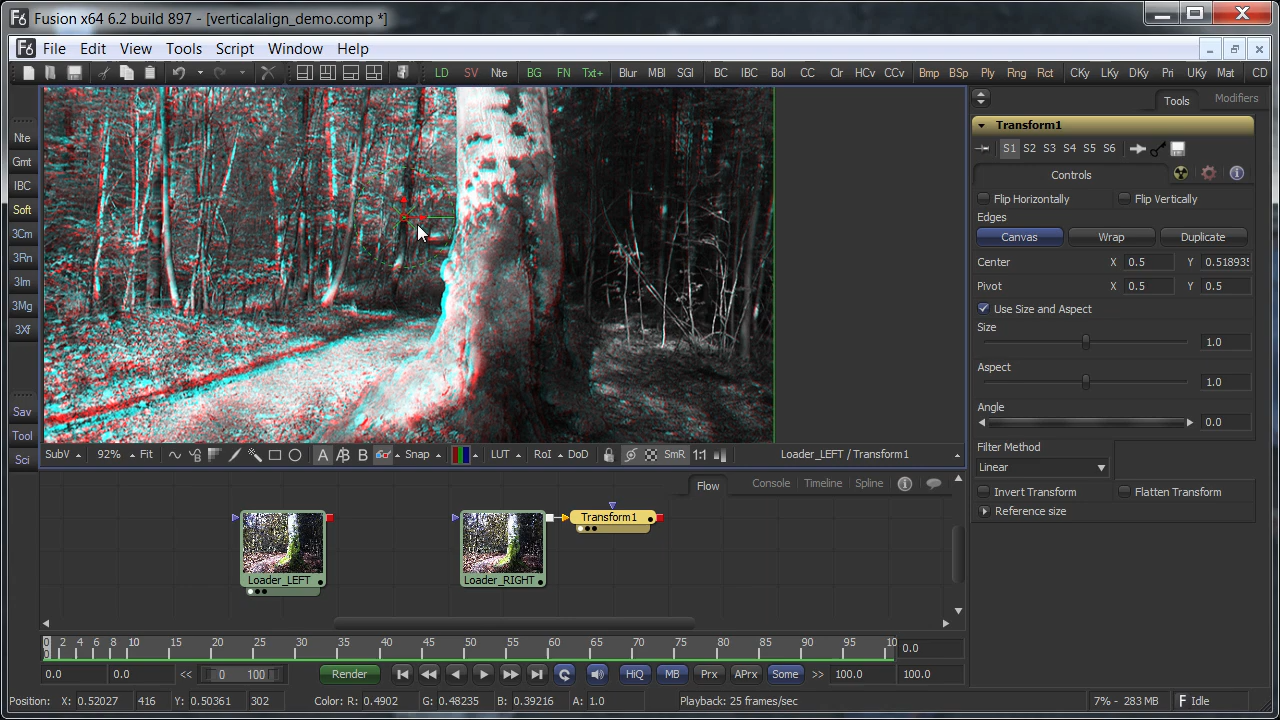 Fusion x64 6.2 build 897 - [verticalalign_demo.comp *]
File Edit View Tools Script Window Help
LD SV Nte BG FN Txt+ Blur MBl SGl BC IBC Bol CC Clr HCv CCv Bmp BSp Ply Rng Rct CKy LKy DKy Pri UKy Mat CD
Tools Modifiers
Nte
Gmt
IBC
Soft
3Cm
3Rn
3Im
3Mg
3Xf
Sav
Tool
Sci
Transform1
S1 S2 S3 S4 S5 S6
Controls
Flip Horizontally Flip Vertically
Edges
Canvas Wrap Duplicate
Center X 0.5 Y 0.518935
Pivot X 0.5 Y 0.5
Use Size and Aspect
Size
1.0
Aspect
1.0
Angle
0.0
Filter Method
Linear
Invert Transform Flatten Transform
Reference size
SubV 92% Fit A B Snap LUT RoI DoD SmR 1:1 Loader_LEFT / Transform1
Flow Console Timeline Spline
Transform1
Loader_LEFT Loader_RIGHT
0 2 4 6 8 10 15 20 25 30 35 40 45 50 55 60 65 70 75 80 85 90 95 10
0
0.0
0.0 0.0 << 0 100 Render HiQ MB Prx APrx Some >> 100.0 100.0
Position: X: 0.52027 416 Y: 0.50361 302 Color: R: 0.4902 G: 0.48235 B: 0.39216 A: 1.0 Playback: 25 frames/sec 7% - 283 MB Idle